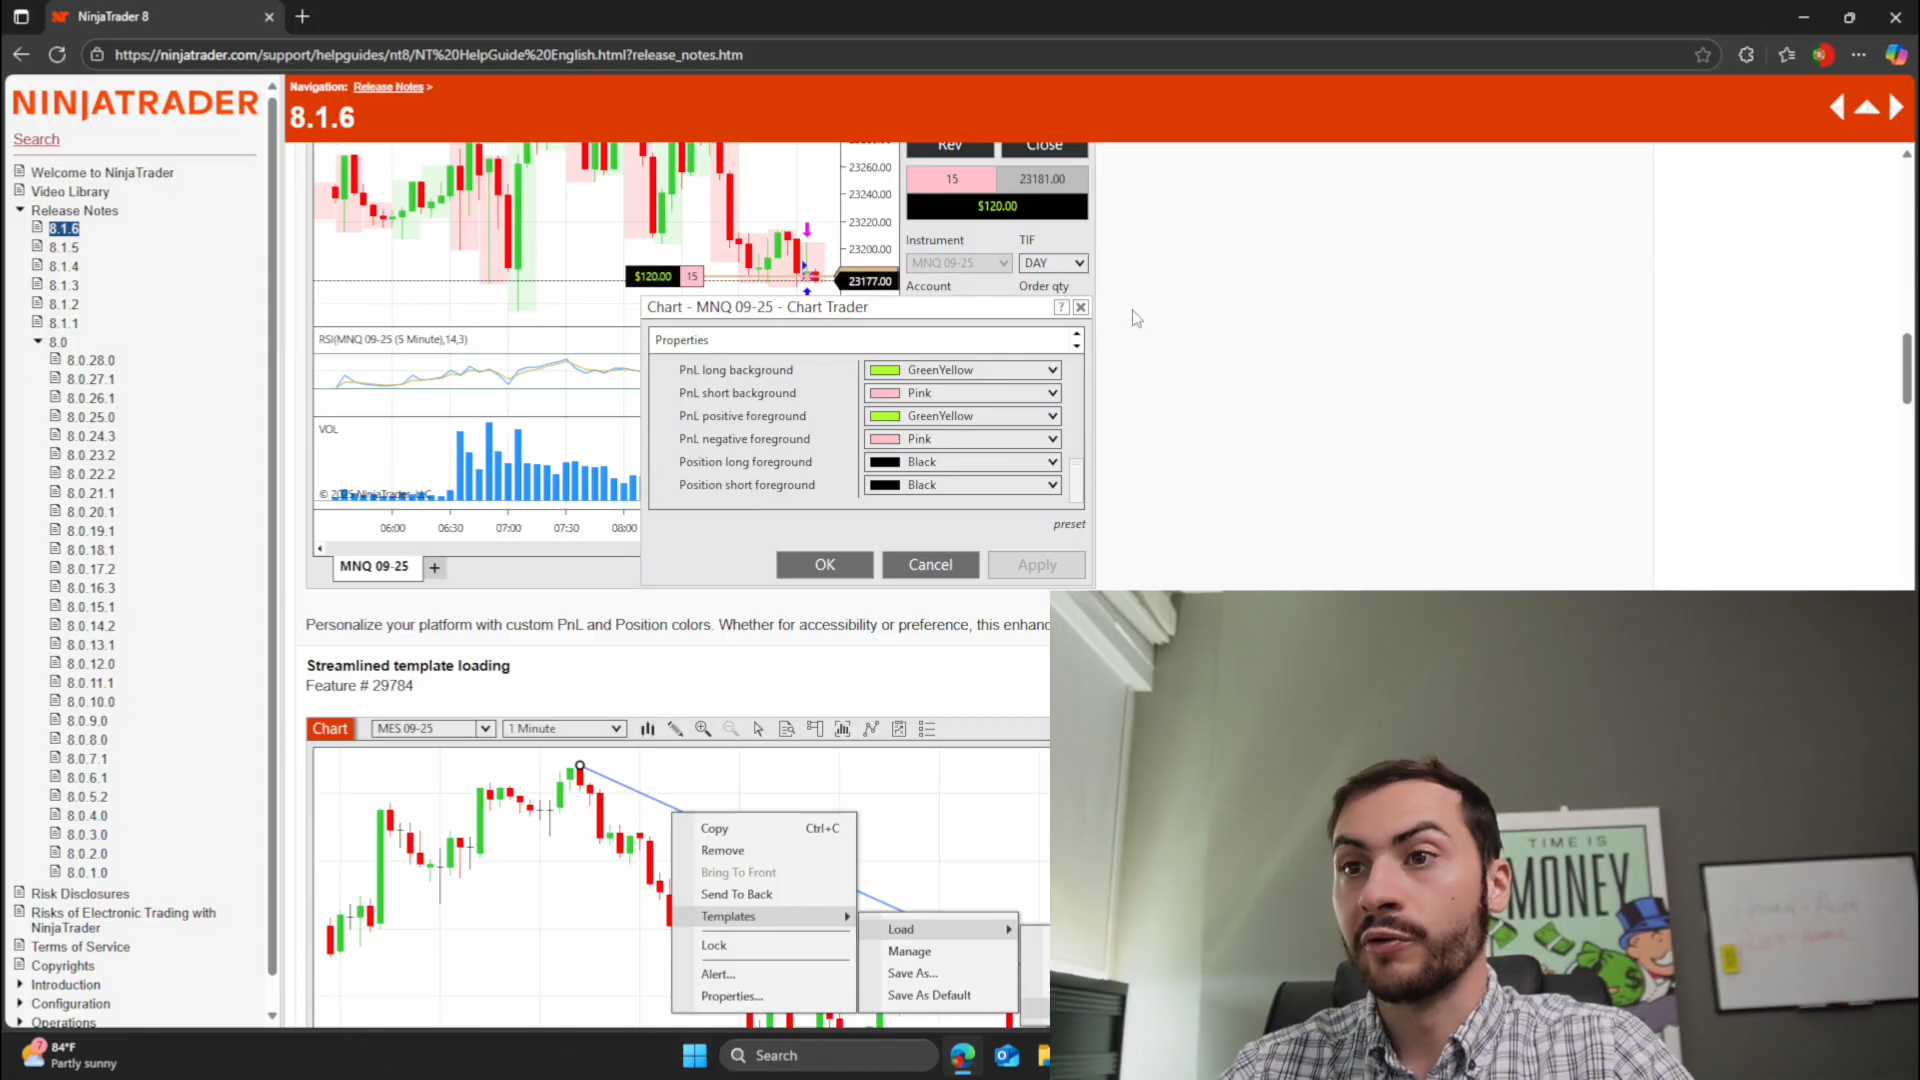 NinjaTrader 8
https://ninjatrader.com/support/helpguides/nt8/NT%20HelpGuide%20English.html?release_notes.htm
NINJATRADER
Search
Welcome to NinjaTrader
Video Library
Release Notes
8.1.6
8.1.5
8.1.4
8.1.3
8.1.2
8.1.1
8.0
8.0.28.0
8.0.27.1
8.0.26.1
8.0.25.0
8.0.24.3
8.0.23.2
8.0.22.2
8.0.21.1
8.0.20.1
8.0.19.1
8.0.18.1
8.0.17.2
8.0.16.3
8.0.15.1
8.0.14.2
8.0.13.1
8.0.12.0
8.0.11.1
8.0.10.0
8.0.9.0
8.0.8.0
8.0.7.1
8.0.6.1
8.0.5.2
8.0.4.0
8.0.3.0
8.0.2.0
8.0.1.0
Risk Disclosures
Risks of Electronic Trading with
NinjaTrader
Terms of Service
Copyrights
Introduction
Configuration
Operations
Navigation: Release Notes >
8.1.6
23260.00
23240.00
23220.00
23200.00
23177.00
$120.00 15
Rev Close
15 23181.00
$120.00
Instrument TIF
MNQ 09-25 DAY
Account Order qty
RSI(MNQ 09-25 (5 Minute),14,3)
VOL
© 2025 NinjaTrader, LLC
06:00 06:30 07:00 07:30 08:00
MNQ 09-25 +
Chart - MNQ 09-25 - Chart Trader ?
Properties
PnL long background GreenYellow
PnL short background Pink
PnL positive foreground GreenYellow
PnL negative foreground Pink
Position long foreground Black
Position short foreground Black
preset
OK Cancel Apply
Personalize your platform with custom PnL and Position colors. Whether for accessibility or preference, this enhanc
Streamlined template loading
Feature # 29784
Chart MES 09-25 1 Minute
Copy Ctrl+C
Remove
Bring To Front
Send To Back
Templates
Lock
Alert...
Properties...
Load
Manage
Save As...
Save As Default
TIME IS
MONEY
7
84°F
Partly sunny
Search